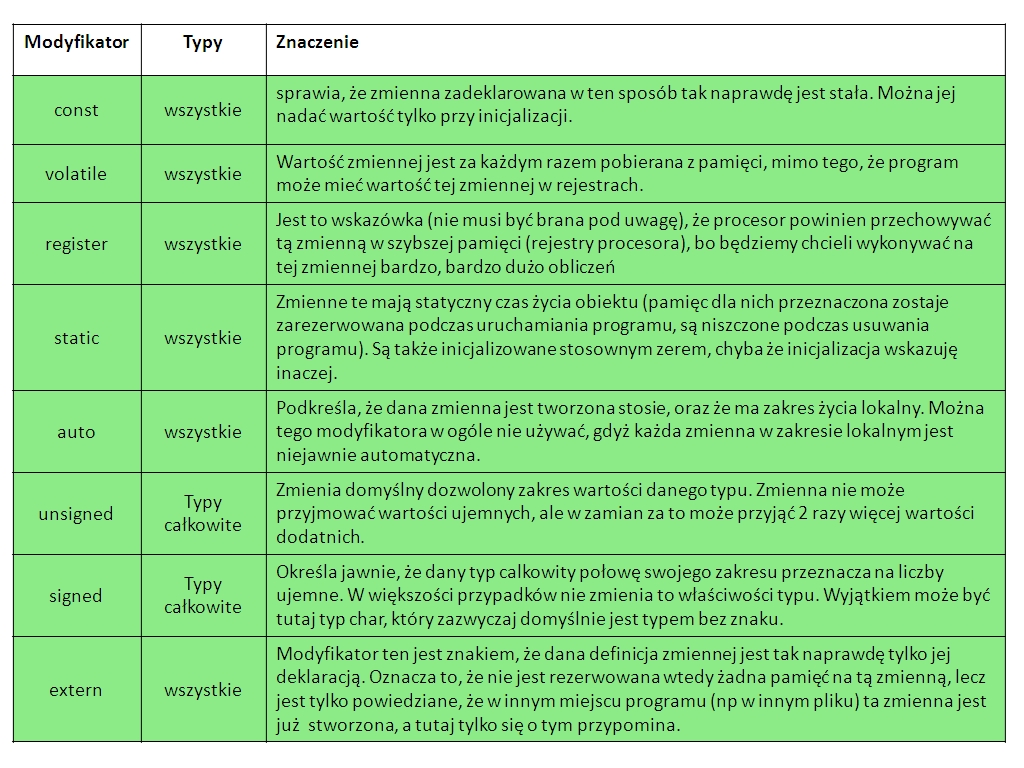 Modyfikator Typy Znaczenie
const wszystkie sprawia, że zmienna zadeklarowana w ten sposób tak naprawdę jest stała. Można jej
nadać wartość tylko przy inicjalizacji.
volatile wszystkie Wartość zmiennej jest za każdym razem pobierana z pamięci, mimo tego, że program
może mieć wartość tej zmiennej w rejestrach.
register wszystkie Jest to wskazówka (nie musi być brana pod uwagę), że procesor powinien przechowywać
tą zmienną w szybszej pamięci (rejestry procesora), bo będziemy chcieli wykonywać na
tej zmiennej bardzo, bardzo dużo obliczeń
static wszystkie Zmienne te mają statyczny czas życia obiektu (pamięć dla nich przeznaczona zostaje
zarezerwowana podczas uruchamiania programu, są niszczone podczas usuwania
programu). Są także inicjalizowane stosownym zerem, chyba że inicjalizacja wskazuję
inaczej.
auto wszystkie Podkreśla, że dana zmienna jest tworzona stosie, oraz że ma zakres życia lokalny. Można
tego modyfikatora w ogóle nie używać, gdyż każda zmienna w zakresie lokalnym jest
niejawnie automatyczna.
unsigned Typy całkowite Zmienia domyślny dozwolony zakres wartości danego typu. Zmienna nie może
przyjmować wartości ujemnych, ale w zamian za to może przyjąć 2 razy więcej wartości
dodatnich.
signed Typy całkowite Określa jawnie, że dany typ calkowity połowę swojego zakresu przeznacza na liczby
ujemne. W większości przypadków nie zmienia to właściwości typu. Wyjątkiem może być
tutaj typ char, który zazwyczaj domyślnie jest typem bez znaku.
extern wszystkie Modyfikator ten jest znakiem, że dana definicja zmiennej jest tak naprawdę tylko jej
deklaracją. Oznacza to, że nie jest rezerwowana wtedy żadna pamięć na tą zmienną, lecz
jest tylko powiedziane, że w innym miejscu programu (np w innym pliku) ta zmienna jest
już stworzona, a tutaj tylko się o tym przypomina.